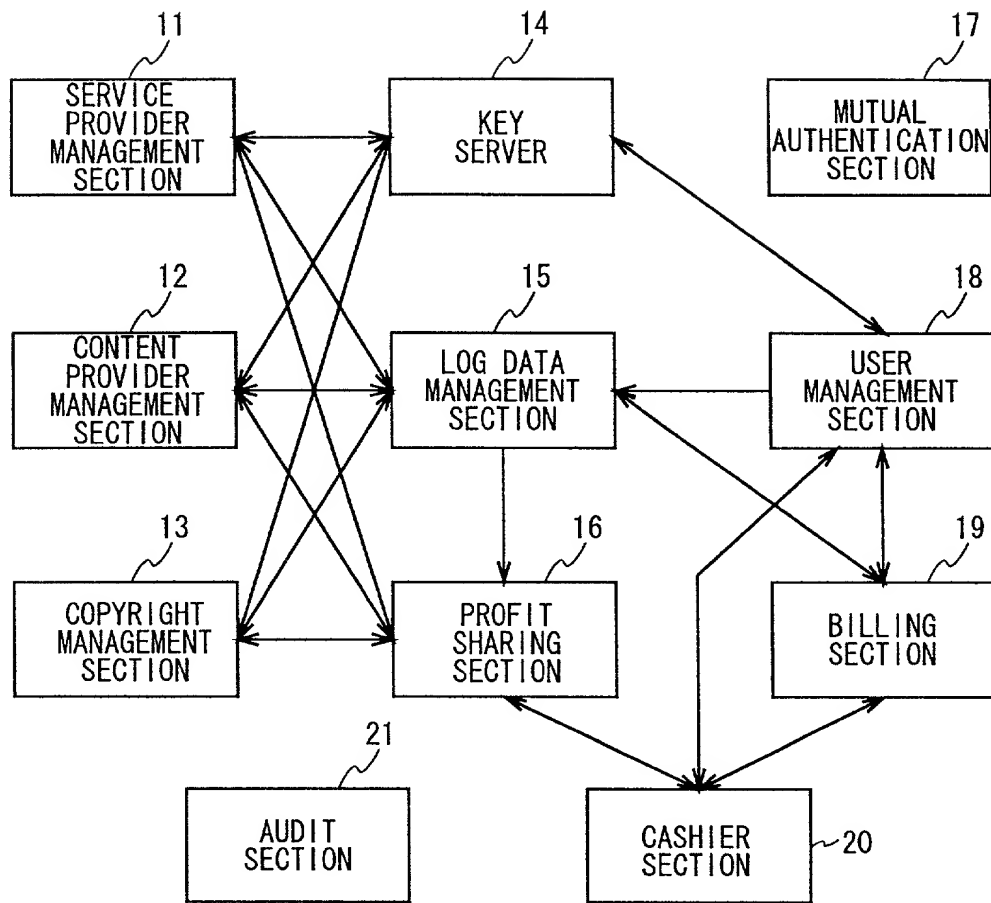 11
SERVICE
PROVIDER
MANAGEMENT
SECTION
14
KEY
SERVER
17
MUTUAL
AUTHENTICATION
SECTION
12
CONTENT
PROVIDER
MANAGEMENT
SECTION
15
LOG DATA
MANAGEMENT
SECTION
18
USER
MANAGEMENT
SECTION
13
COPYRIGHT
MANAGEMENT
SECTION
16
PROFIT
SHARING
SECTION
19
BILLING
SECTION
21
AUDIT
SECTION
CASHIER
SECTION
20